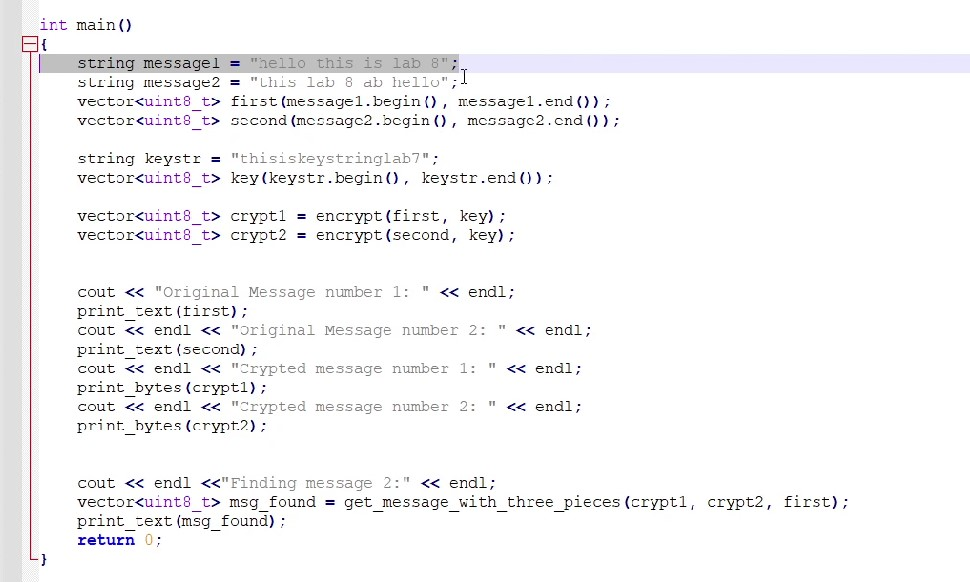 int main()
{
string message1 = "hello this is lab 8";
string message2 = "this lab 8 ab hello";
vector<uint8_t> first(message1.begin(), message1.end());
vector<uint8_t> second(message2.begin(), message2.end());
string keystr = "thisiskeystringlab7";
vector<uint8_t> key(keystr.begin(), keystr.end());
vector<uint8_t> crypt1 = encrypt(first, key);
vector<uint8_t> crypt2 = encrypt(second, key);
cout << "Original Message number 1: " << endl;
print_text(first);
cout << endl << "Original Message number 2: " << endl;
print_text(second);
cout << endl << "Crypted message number 1: " << endl;
print_bytes(crypt1);
cout << endl << "Crypted message number 2: " << endl;
print_bytes(crypt2);
cout << endl <<"Finding message 2:" << endl;
vector<uint8_t> msg_found = get_message_with_three_pieces(crypt1, crypt2, first);
print_text(msg_found);
return 0;
}